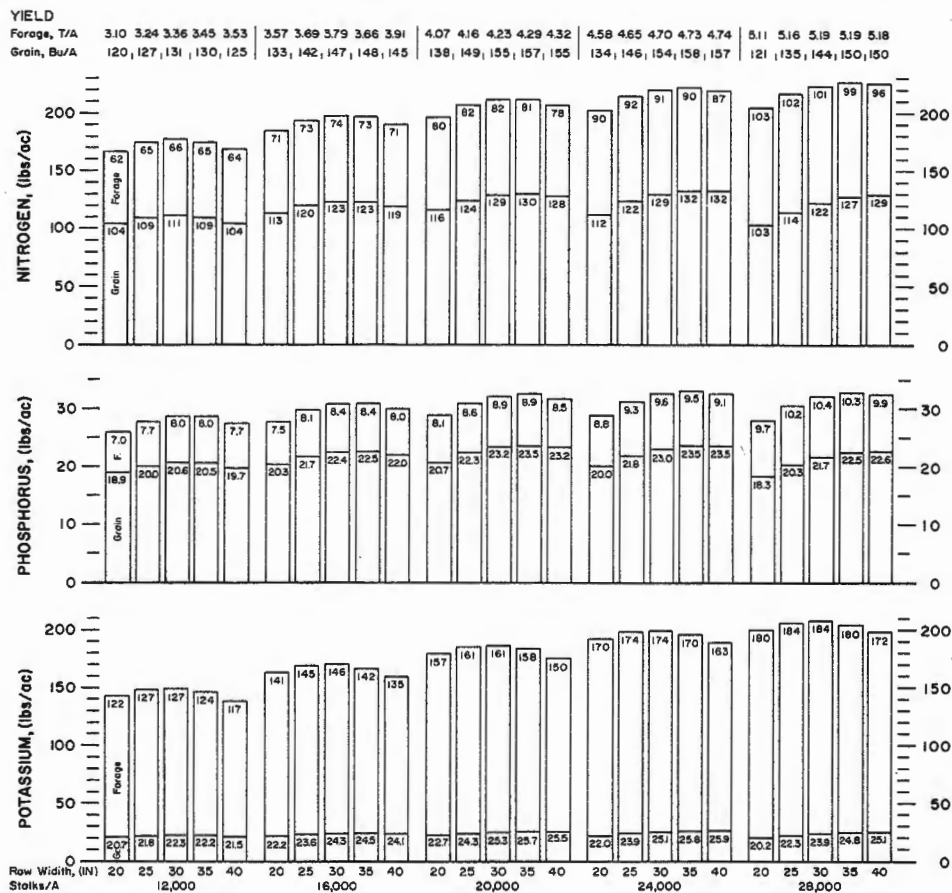 YIELD
Forage, T/A 3.10 3.24 3.36 3.45 3.53 3.57 3.69 3.79 3.66 3.91 4.07 4.16 4.23 4.29 4.32 4.58 4.65 4.70 4.73 4.74 5.11 5.16 5.19 5.19 5.18
Grain, Bu/A 120 127 131 130 125 133 142 147 148 145 138 149 155 157 155 134 146 154 158 157 121 135 144 150 150
NITROGEN, (lbs/ac)
200 200
150 150
100 100
50 50
0 0
62 65 66 65 64 71 73 74 73 71 80 82 82 81 78 90 92 91 90 87 103 102 101 99 96
Forage
104 109 111 109 104 113 120 123 123 119 116 124 129 130 128 112 122 129 132 132 103 114 122 127 129
Grain
PHOSPHORUS, (lbs/ac)
30 30
20 20
10 10
0 0
7.0 7.7 8.0 8.0 7.7 7.5 8.1 8.4 8.4 8.0 8.1 8.6 8.9 8.9 8.5 8.8 9.3 9.6 9.5 9.1 9.7 10.2 10.4 10.3 9.9
F.
18.9 20.0 20.6 20.5 19.7 20.3 21.7 22.4 22.5 22.0 20.7 22.3 23.2 23.5 23.2 20.0 21.8 23.0 23.5 23.5 18.3 20.3 21.7 22.5 22.6
Grain
POTASSIUM, (lbs/ac)
200 200
150 150
100 100
50 50
0 0
122 127 127 124 117 141 145 146 142 135 157 161 161 158 150 170 174 174 170 163 180 184 184 180 172
Forage
20.7 21.8 22.3 22.2 21.5 22.2 23.6 24.3 24.5 24.1 22.7 24.3 25.3 25.7 25.5 22.0 23.9 25.1 25.8 25.9 20.2 22.3 23.9 24.8 25.1
Row Widith, (IN) 20 25 30 35 40 20 25 30 35 40 20 25 30 35 40 20 25 30 35 40 20 25 30 35 40
Stalks/A 12,000 16,000 20,000 24,000 28,000